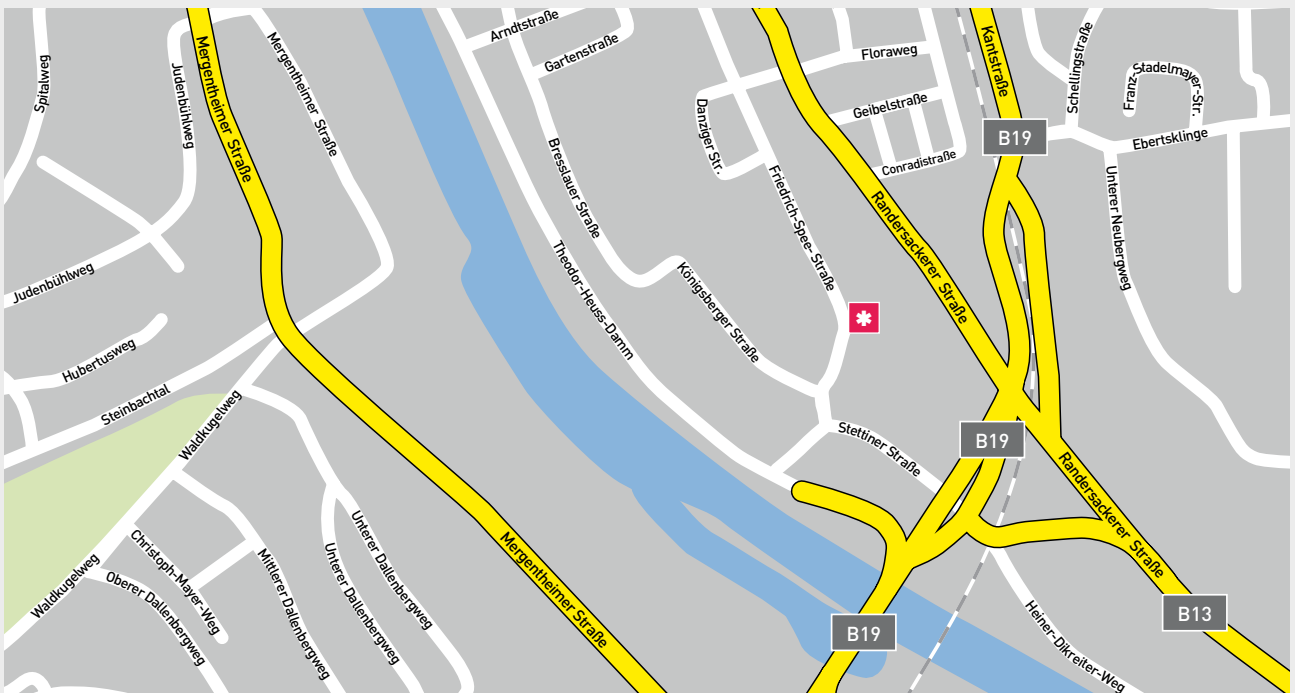 Arndtstraße
Gartenstraße
Floraweg
Kantstraße
Schellingstraße
Franz-Stadelmayer-Str.
Spitalweg
Judenbühlweg
Mergentheimer Straße
Mergentheimer Straße
Danziger Str.
Geibelstraße
B19
Ebertsklinge
Conradistraße
Bresslauer Straße
Friedrich-Spee- Straße
Randersackerer Straße
Unterer Neubergweg
Judenbühlweg
Theodor-Heuss-Damm
Königsberger Straße
Hubertusweg
Steinbachtal
Waldkugelweg
Stettiner Straße
B19
Randersackerer Straße
Waldkugelweg
Christoph-Mayer-Weg
Oberer Dallenbergweg
Mittlerer Dallenbergweg
Unterer Dallenbergweg
Unterer Dallenbergweg
Mergentheimer Straße
B19
B13
Heiner-Dikreiter-Weg